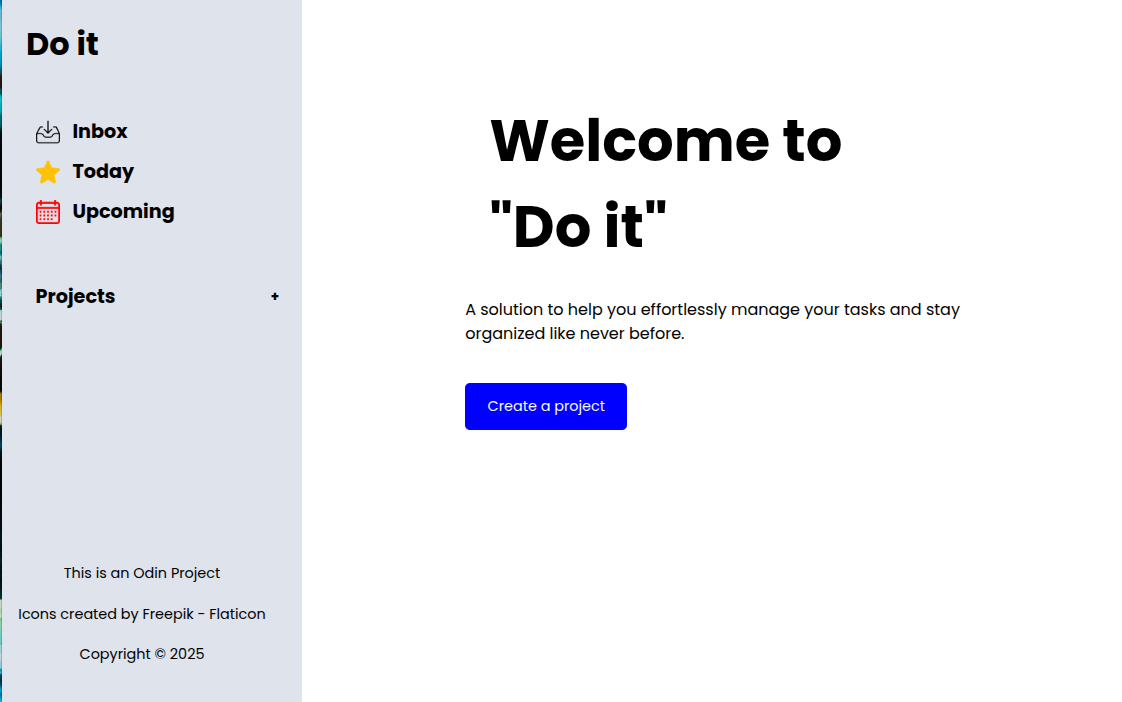 Do it
Inbox
Today
Upcoming
Projects +
This is an Odin Project
Icons created by Freepik - Flaticon
Copyright © 2025
Welcome to
"Do it"
A solution to help you effortlessly manage your tasks and stay
organized like never before.
Create a project